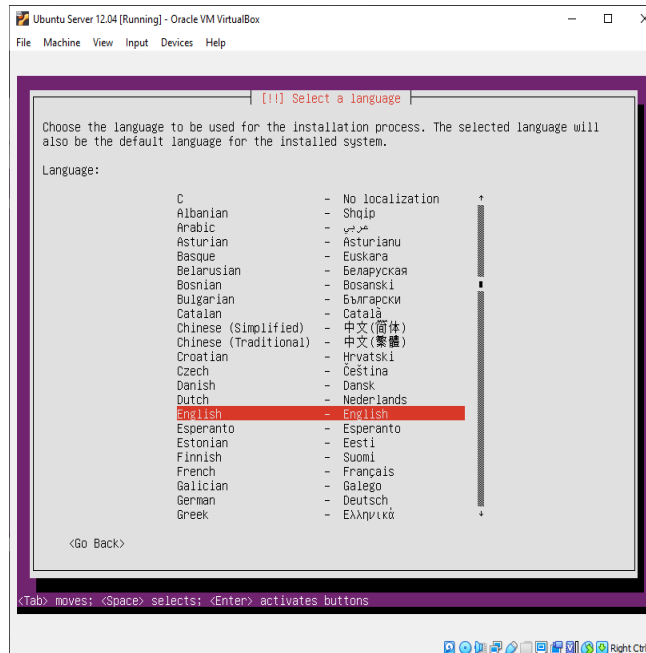 Ubuntu Server 12.04 [Running] - Oracle VM VirtualBox
File Machine View Input Devices Help
[!!] Select a language
Choose the language to be used for the installation process. The selected language will
also be the default language for the installed system.
Language:
C - No localization
Albanian - Shqip
Arabic - عربي
Asturian - Asturianu
Basque - Euskara
Belarusian - Беларуская
Bosnian - Bosanski
Bulgarian - Български
Catalan - Català
Chinese (Simplified) - 中文(简体)
Chinese (Traditional) - 中文(繁體)
Croatian - Hrvatski
Czech - Čeština
Danish - Dansk
Dutch - Nederlands
English - English
Esperanto - Esperanto
Estonian - Eesti
Finnish - Suomi
French - Français
Galician - Galego
German - Deutsch
Greek - Ελληνικά
<Go Back>
<Tab> moves; <Space> selects; <Enter> activates buttons
Right Ctrl